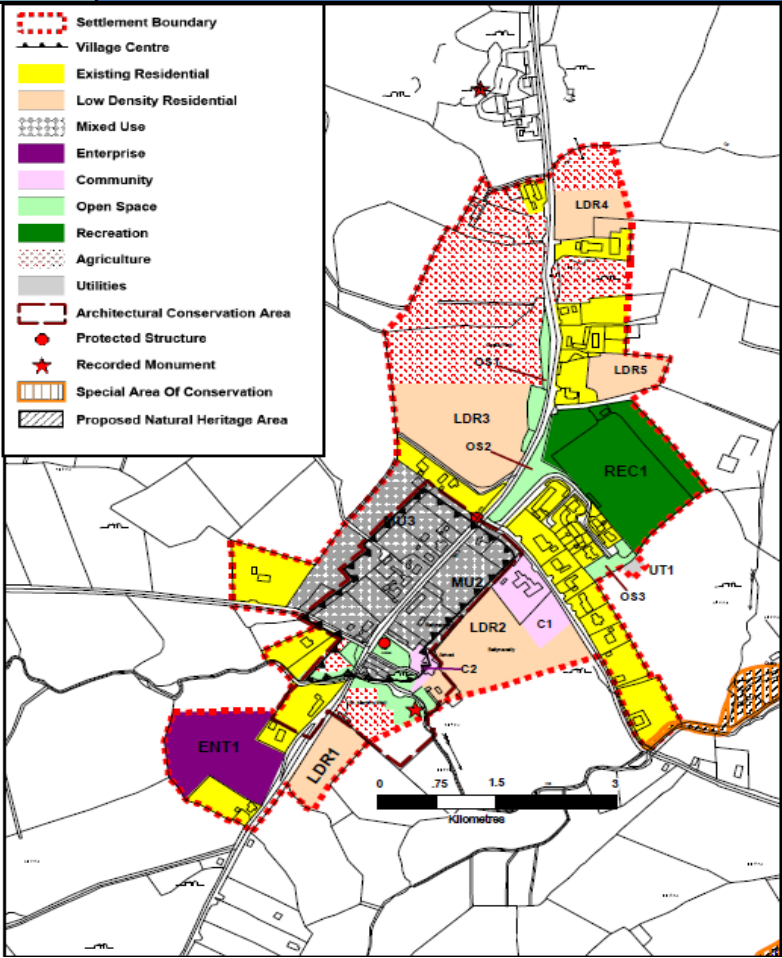 Settlement Boundary
Village Centre
Existing Residential
Low Density Residential
Mixed Use
Enterprise
Community
Open Space
Recreation
Agriculture
Utilities
Architectural Conservation Area
Protected Structure
Recorded Monument
Special Area Of Conservation
Proposed Natural Heritage Area
LDR4
OS1
LDR5
LDR3
OS2
REC1
MU3
MU2
UT1
OS3
C1
LDR2
C2
ENT1
LDR1
0 .75 1.5 3
Kilometres